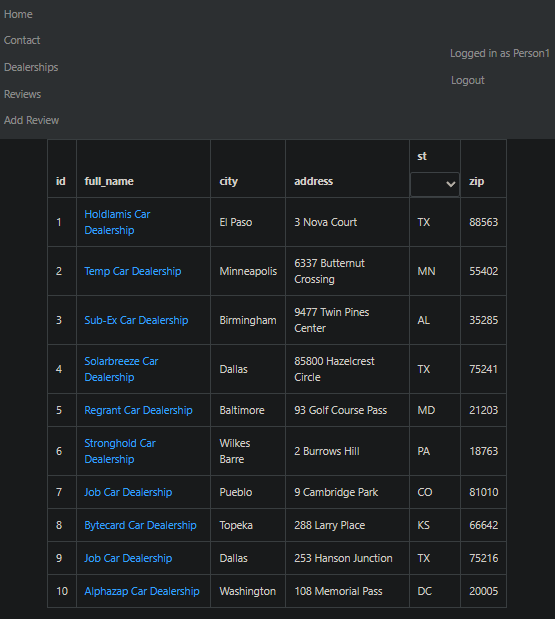 Home
Contact
Dealerships
Reviews
Add Review
Logged in as Person1
Logout
id full_name city address st zip
1 Holdlamis Car Dealership El Paso 3 Nova Court TX 88563
2 Temp Car Dealership Minneapolis 6337 Butternut Crossing MN 55402
3 Sub-Ex Car Dealership Birmingham 9477 Twin Pines Center AL 35285
4 Solarbreeze Car Dealership Dallas 85800 Hazelcrest Circle TX 75241
5 Regrant Car Dealership Baltimore 93 Golf Course Pass MD 21203
6 Stronghold Car Dealership Wilkes Barre 2 Burrows Hill PA 18763
7 Job Car Dealership Pueblo 9 Cambridge Park CO 81010
8 Bytecard Car Dealership Topeka 288 Larry Place KS 66642
9 Job Car Dealership Dallas 253 Hanson Junction TX 75216
10 Alphazap Car Dealership Washington 108 Memorial Pass DC 20005